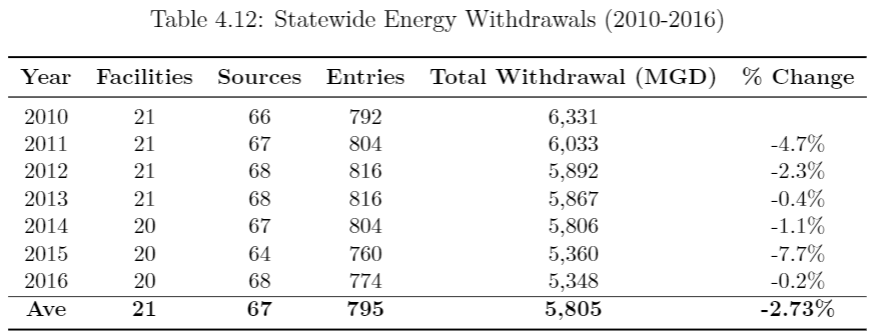 Table 4.12: Statewide Energy Withdrawals (2010-2016)
Year Facilities Sources Entries Total Withdrawal (MGD) % Change
2010 21 66 792 6,331
2011 21 67 804 6,033 -4.7%
2012 21 68 816 5,892 -2.3%
2013 21 68 816 5,867 -0.4%
2014 20 67 804 5,806 -1.1%
2015 20 64 760 5,360 -7.7%
2016 20 68 774 5,348 -0.2%
Ave 21 67 795 5,805 -2.73%